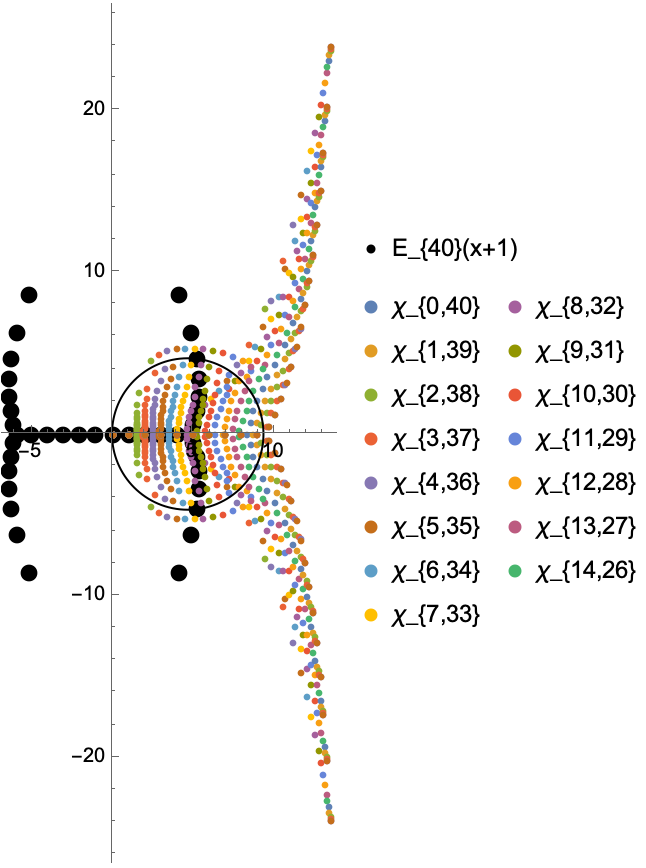 20
10
E_{40}(x+1)
χ_{0,40} χ_{8,32}
χ_{1,39} χ_{9,31}
χ_{2,38} χ_{10,30}
−5 10
χ_{3,37} χ_{11,29}
χ_{4,36} χ_{12,28}
χ_{5,35} χ_{13,27}
χ_{6,34} χ_{14,26}
−10
χ_{7,33}
−20